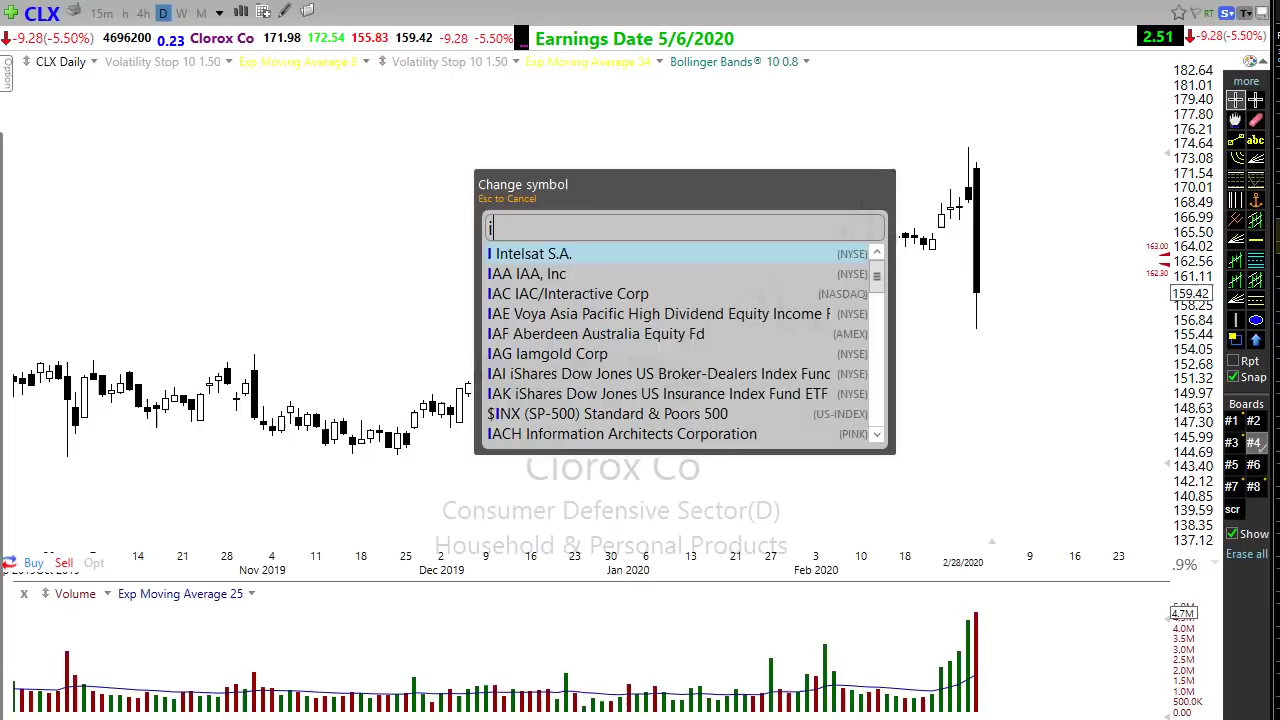 CLX 15m h 4h D W M RT S T
-9.28(-5.50%) 4696200 0.23 Clorox Co 171.98 172.54 155.83 159.42 -9.28 -5.50% Earnings Date 5/6/2020 2.51 -9.28(-5.50%)
Option
CLX Daily Volatility Stop 10 1.50 Exp Moving Average 8 Volatility Stop 10 1.50 Exp Moving Average 34 Bollinger Bands® 10 0.8
182.64
181.01
179.40
177.80
176.21
174.64
173.08
171.54
170.01
168.49
166.99
165.50
164.02
162.56
161.11
159.42
158.25
156.84
155.44
154.05
152.68
151.32
149.97
148.63
147.30
145.99
144.69
143.40
142.12
140.85
139.59
138.35
137.12
163.00
162.30
Change symbol
Esc to Cancel
i
I Intelsat S.A. (NYSE)
IAA IAA, Inc (NYSE)
IAC IAC/Interactive Corp (NASDAQ)
IAE Voya Asia Pacific High Dividend Equity Income F (NYSE)
IAF Aberdeen Australia Equity Fd (AMEX)
IAG Iamgold Corp (NYSE)
IAI iShares Dow Jones US Broker-Dealers Index Func (NYSE)
IAK iShares Dow Jones US Insurance Index Fund ETF (NYSE)
$INX (SP-500) Standard & Poors 500 (US-INDEX)
IACH Information Architects Corporation (PINK)
Clorox Co
Consumer Defensive Sector(D)
Household & Personal Products
14 21 28 4 11 18 25 2 9 16 23 30 6 13 21 27 3 10 18 9 16 23
Nov 2019 Dec 2019 Jan 2020 Feb 2020 2/28/2020
Buy Sell Opt
.9%
x Volume Exp Moving Average 25
4.7M
4.0M
3.5M
3.0M
2.5M
2.0M
1.5M
1.0M
500.0K
0.00
more
abc
Rpt
Snap
Boards
#1 #2
#3 #4
#5 #6
#7 #8
scr
Show
Erase all